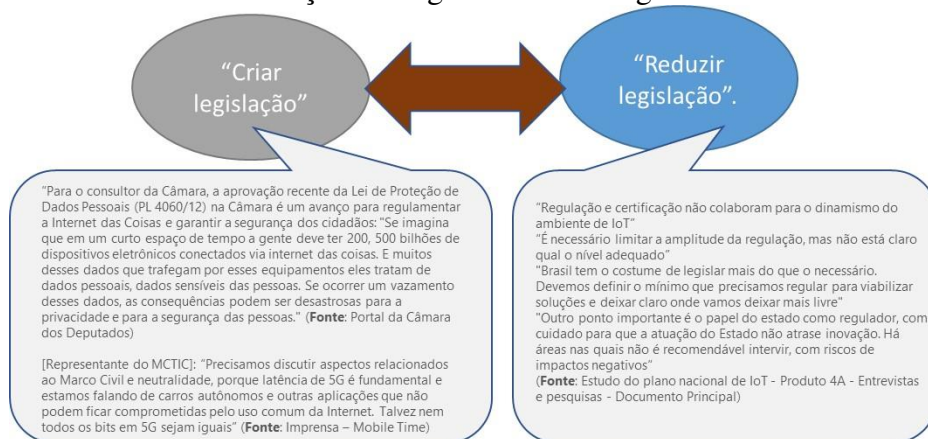 “Criar
legislação”
“Reduzir
legislação”.
“Para o consultor da Câmara, a aprovação recente da Lei de Proteção de
Dados Pessoais (PL 4060/12) na Câmara é um avanço para regulamentar
a Internet das Coisas e garantir a segurança dos cidadãos: "Se imagina
que em um curto espaço de tempo a gente deve ter 200, 500 bilhões de
dispositivos eletrônicos conectados via internet das coisas. E muitos
desses dados que trafegam por esses equipamentos eles tratam de
dados pessoais, dados sensíveis das pessoas. Se ocorrer um vazamento
desses dados, as consequências podem ser desastrosas para a
privacidade e para a segurança das pessoas." (Fonte: Portal da Câmara
dos Deputados)
[Representante do MCTIC]: “Precisamos discutir aspectos relacionados
ao Marco Civil e neutralidade, porque latência de 5G é fundamental e
estamos falando de carros autônomos e outras aplicações que não
podem ficar comprometidas pelo uso comum da Internet. Talvez nem
todos os bits em 5G sejam iguais” (Fonte: Imprensa – Mobile Time)
“Regulação e certificação não colaboram para o dinamismo do
ambiente de IoT”
“É necessário limitar a amplitude da regulação, mas não está claro
qual o nível adequado”
"Brasil tem o costume de legislar mais do que o necessário.
Devemos definir o mínimo que precisamos regular para viabilizar
soluções e deixar claro onde vamos deixar mais livre"
"Outro ponto importante é o papel do estado como regulador, com
cuidado para que a atuação do Estado não atrase inovação. Há
áreas nas quais não é recomendável intervir, com riscos de
impactos negativos”
(Fonte: Estudo do plano nacional de IoT - Produto 4A - Entrevistas
e pesquisas - Documento Principal)